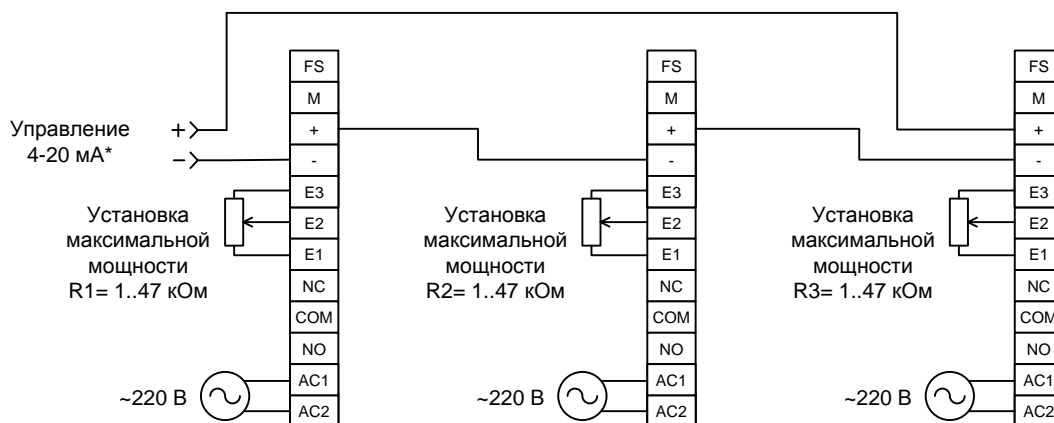 Управление
4-20 мА*
+
−
FS
M
+
-
E3
E2
E1
NC
COM
NO
AC1
AC2
Установка
максимальной
мощности
R1= 1..47 кОм
~220 В
FS
M
+
-
E3
E2
E1
NC
COM
NO
AC1
AC2
Установка
максимальной
мощности
R2= 1..47 кОм
~220 В
FS
M
+
-
E3
E2
E1
NC
COM
NO
AC1
AC2
Установка
максимальной
мощности
R3= 1..47 кОм
~220 В